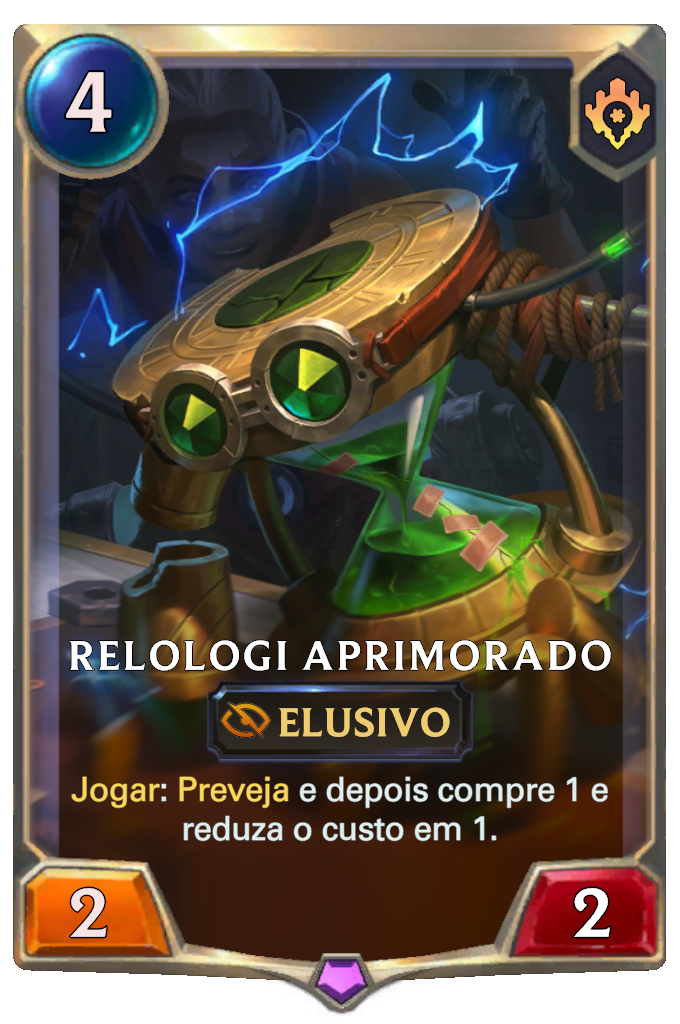 4
RELOLOGI APRIMORADO
ELUSIVO
Jogar: Preveja e depois compre 1 e
reduza o custo em 1.
2 2